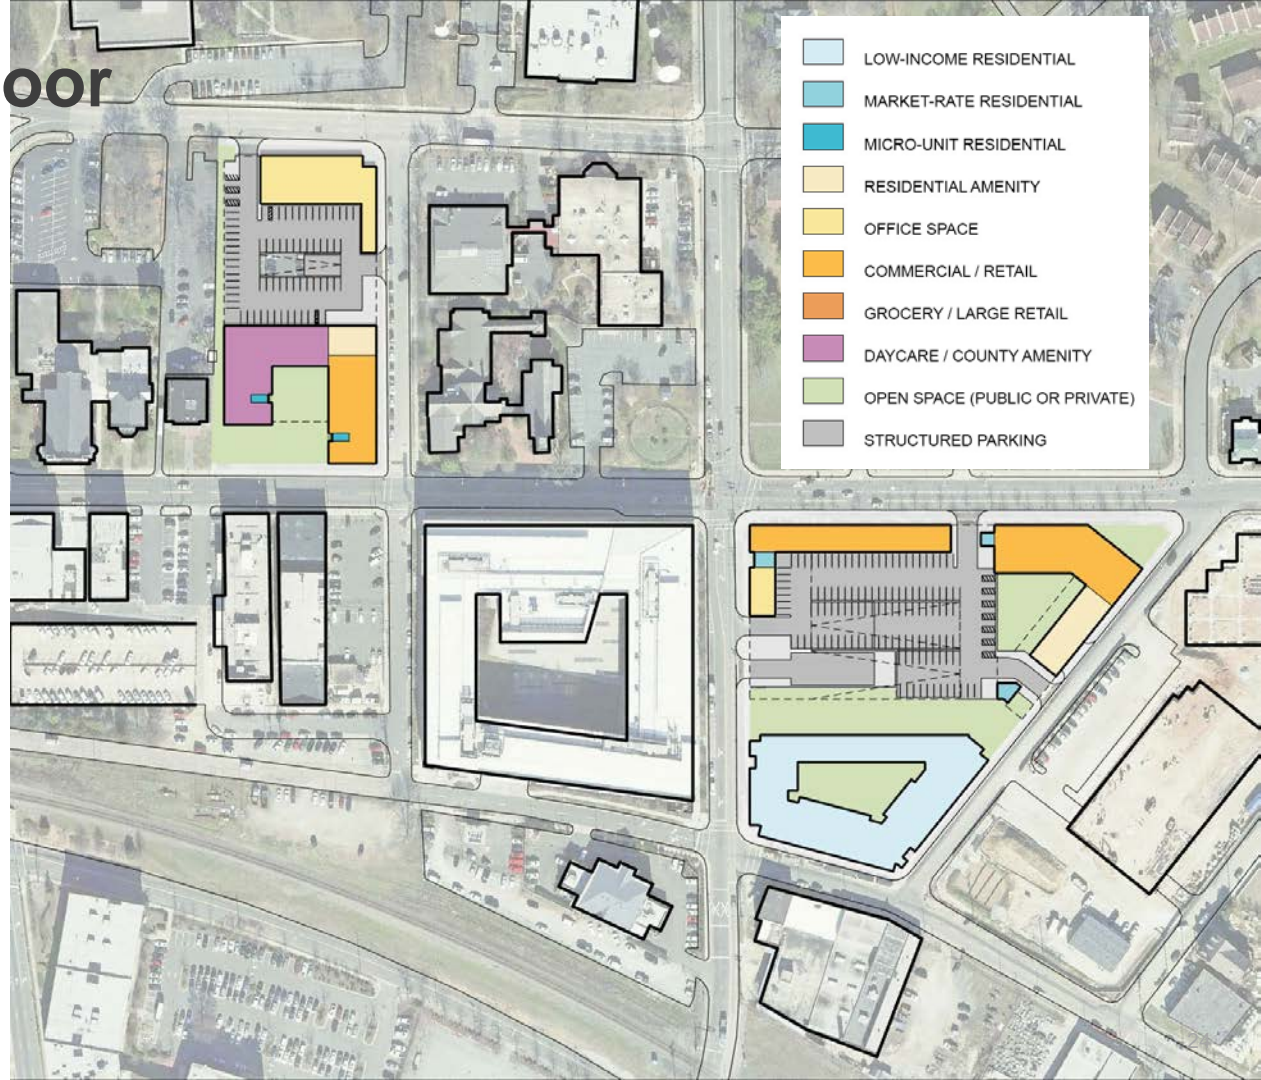 oor
LOW-INCOME RESIDENTIAL
MARKET-RATE RESIDENTIAL
MICRO-UNIT RESIDENTIAL
RESIDENTIAL AMENITY
OFFICE SPACE
COMMERCIAL / RETAIL
GROCERY / LARGE RETAIL
DAYCARE / COUNTY AMENITY
OPEN SPACE (PUBLIC OR PRIVATE)
STRUCTURED PARKING